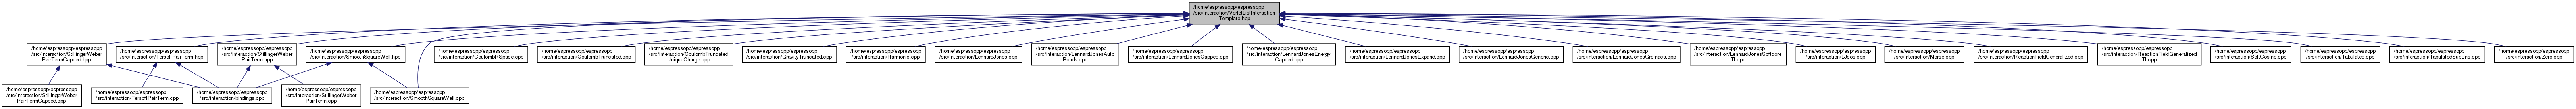 /home/espressopp/espressopp
/src/interaction/VerletListInteraction
Template.hpp
/home/espressopp/espressopp
/src/interaction/StillingerWeber
PairTermCapped.hpp
/home/espressopp/espressopp
/src/interaction/TersoffPairTerm.hpp
/home/espressopp/espressopp
/src/interaction/StillingerWeber
PairTerm.hpp
/home/espressopp/espressopp
/src/interaction/SmoothSquareWell.hpp
/home/espressopp/espressopp
/src/interaction/CoulombRSpace.cpp
/home/espressopp/espressopp
/src/interaction/CoulombTruncated.cpp
/home/espressopp/espressopp
/src/interaction/CoulombTruncated
UniqueCharge.cpp
/home/espressopp/espressopp
/src/interaction/GravityTruncated.cpp
/home/espressopp/espressopp
/src/interaction/Harmonic.cpp
/home/espressopp/espressopp
/src/interaction/LennardJones.cpp
/home/espressopp/espressopp
/src/interaction/LennardJonesAuto
Bonds.cpp
/home/espressopp/espressopp
/src/interaction/LennardJonesCapped.cpp
/home/espressopp/espressopp
/src/interaction/LennardJonesEnergy
Capped.cpp
/home/espressopp/espressopp
/src/interaction/LennardJonesExpand.cpp
/home/espressopp/espressopp
/src/interaction/LennardJonesGeneric.cpp
/home/espressopp/espressopp
/src/interaction/LennardJonesGromacs.cpp
/home/espressopp/espressopp
/src/interaction/LennardJonesSoftcore
TI.cpp
/home/espressopp/espressopp
/src/interaction/LJcos.cpp
/home/espressopp/espressopp
/src/interaction/Morse.cpp
/home/espressopp/espressopp
/src/interaction/ReactionFieldGeneralized.cpp
/home/espressopp/espressopp
/src/interaction/ReactionFieldGeneralized
TI.cpp
/home/espressopp/espressopp
/src/interaction/SoftCosine.cpp
/home/espressopp/espressopp
/src/interaction/Tabulated.cpp
/home/espressopp/espressopp
/src/interaction/TabulatedSubEns.cpp
/home/espressopp/espressopp
/src/interaction/Zero.cpp
/home/espressopp/espressopp
/src/interaction/StillingerWeber
PairTermCapped.cpp
/home/espressopp/espressopp
/src/interaction/TersoffPairTerm.cpp
/home/espressopp/espressopp
/src/interaction/bindings.cpp
/home/espressopp/espressopp
/src/interaction/StillingerWeber
PairTerm.cpp
/home/espressopp/espressopp
/src/interaction/SmoothSquareWell.cpp